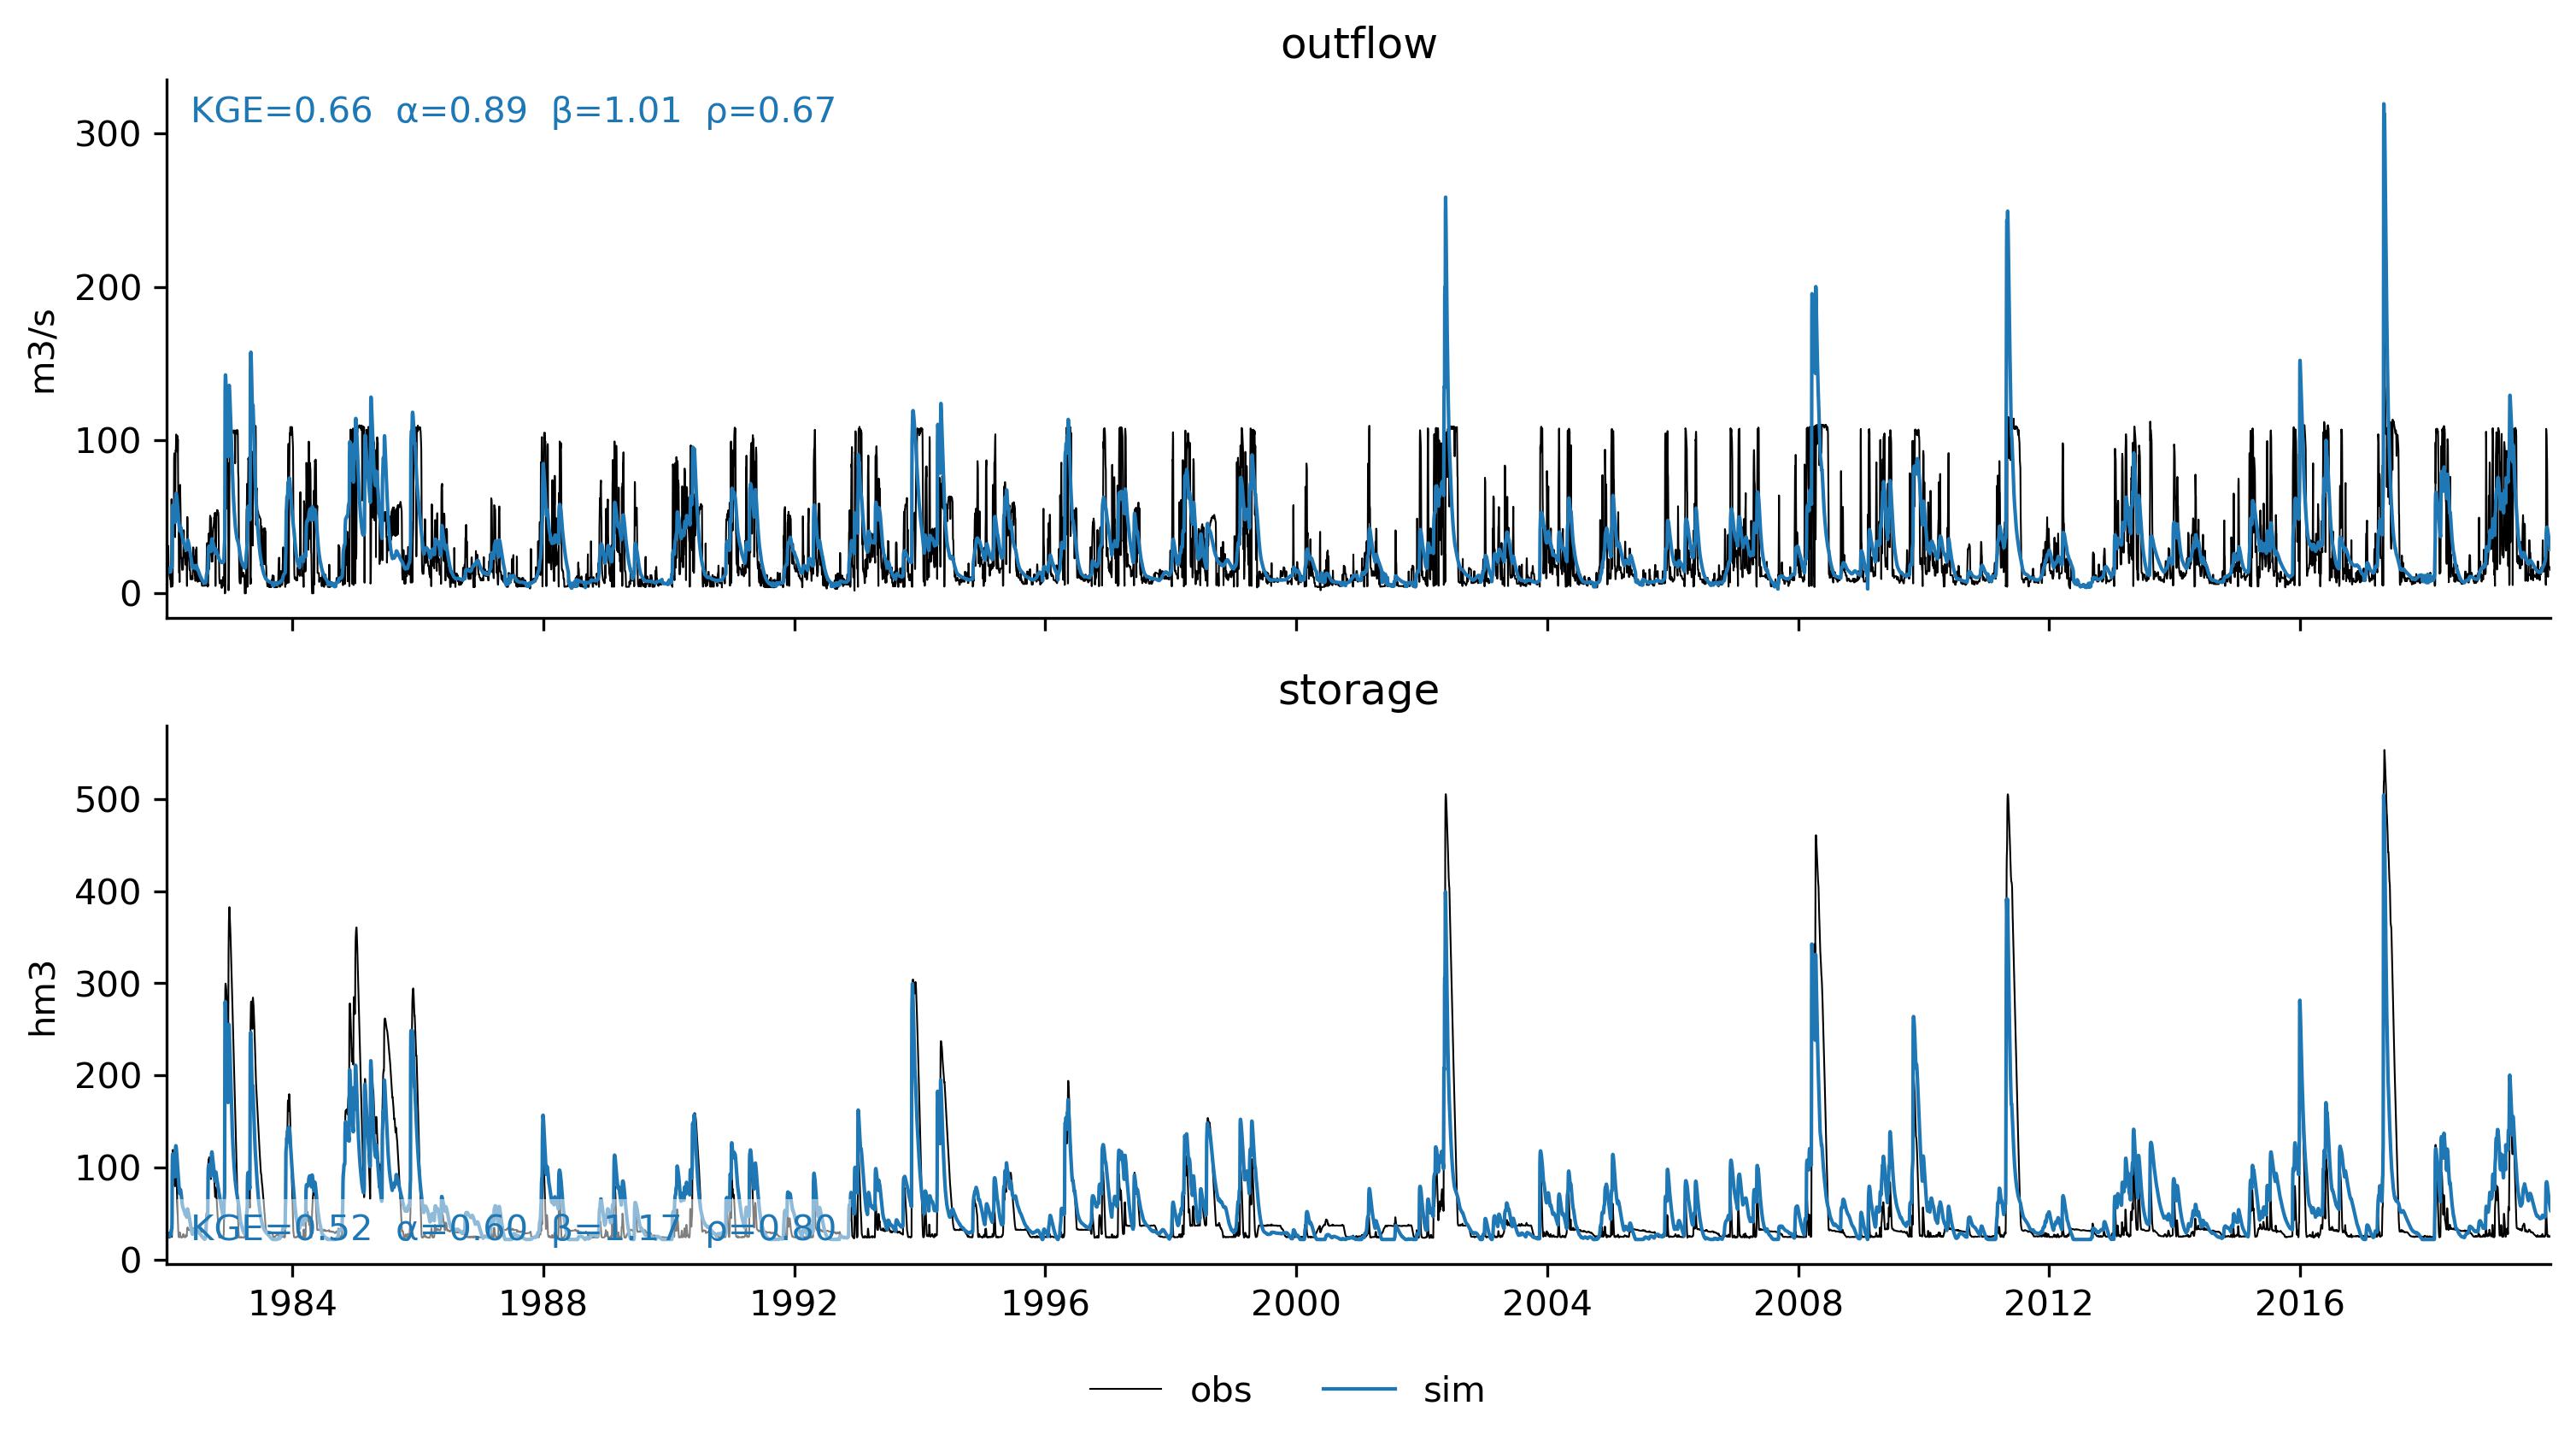 outflow
KGE=0.66 α=0.89 β=1.01 ρ=0.67
300
200
100
0
m3/s
storage
500
400
300
200
100
0
hm3
KGE=0.52 α=0.60 β=1.17 ρ=0.80
1984 1988 1992 1996 2000 2004 2008 2012 2016
obs sim